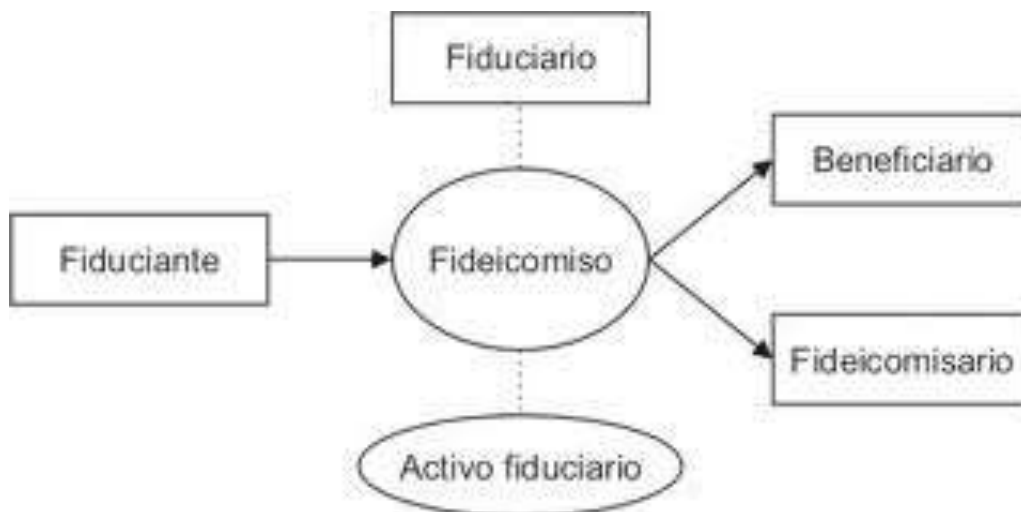 Fiduciario
Beneficiario
Fiduciante
Fideicomiso
Fideicomisario
Activo fiduciario